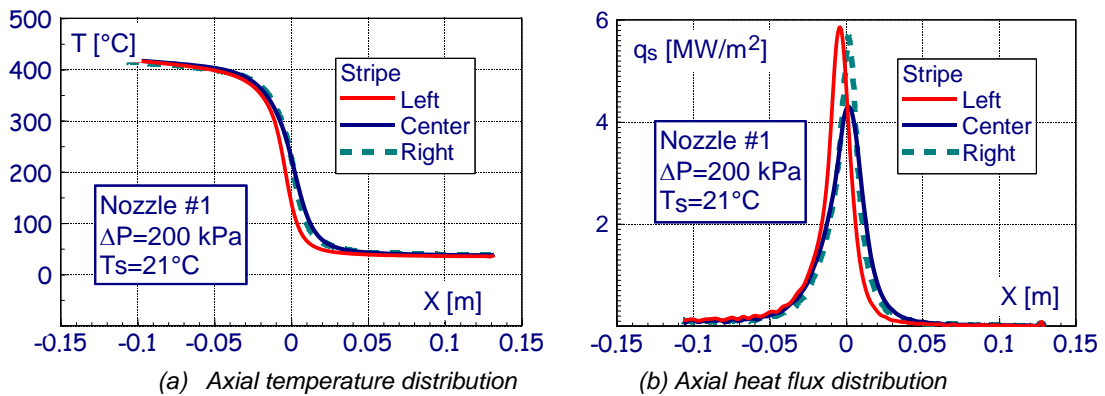 500
T [°C]
400
300
200
100
0
Stripe
Left
Center
Right
Nozzle #1
ΔP=200 kPa
Ts=21°C
X [m]
-0.15 -0.1 -0.05 0 0.05 0.1 0.15
(a) Axial temperature distribution
6
qs [MW/m²]
4
2
Stripe
Left
Center
Right
Nozzle #1
ΔP=200 kPa
Ts=21°C
X [m]
-0.15 -0.1 -0.05 0 0.05 0.1 0.15
(b) Axial heat flux distribution